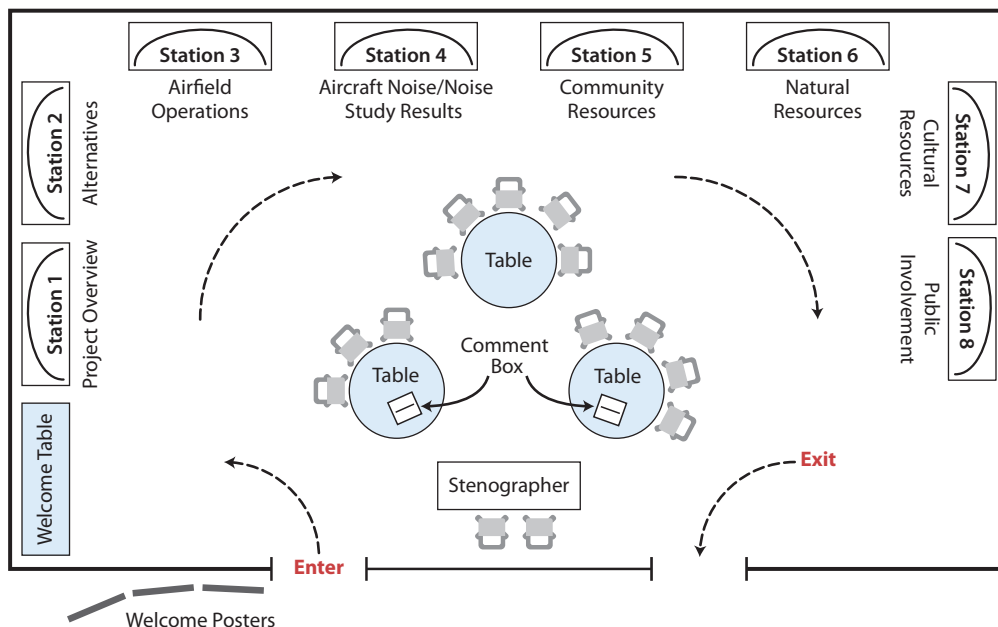 Station 3
Airfield
Operations
Station 4
Aircraft Noise/Noise
Study Results
Station 5
Community
Resources
Station 6
Natural
Resources
Station 2
Alternatives
Station 1
Project Overview
Welcome Table
Station 7
Cultural
Resources
Station 8
Public
Involvement
Table
Table
Comment
Box
Table
Stenographer
Exit
Enter
Welcome Posters